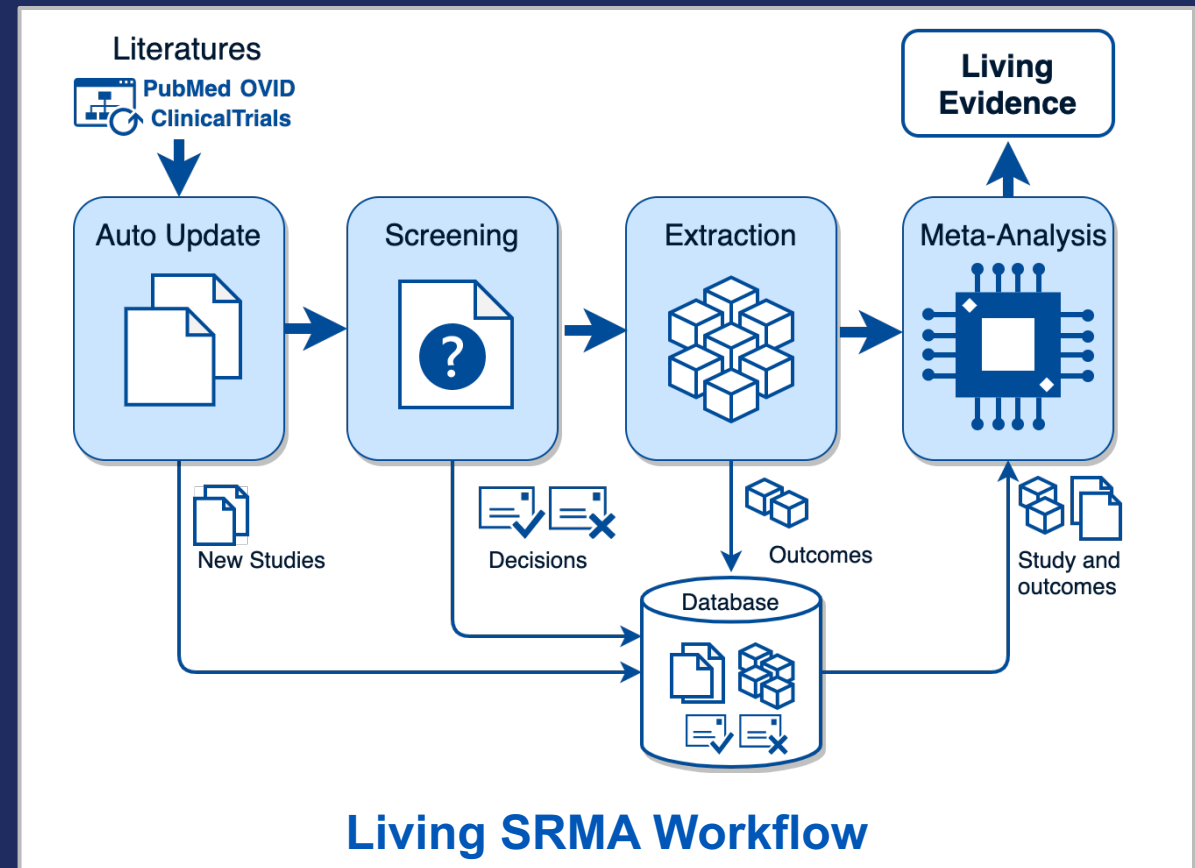 Literatures
PubMed OVID
ClinicalTrials
Living
Evidence
Auto Update
Screening
?
Extraction
Meta-Analysis
New Studies
Decisions
Outcomes
Study and
outcomes
Database
Living SRMA Workflow